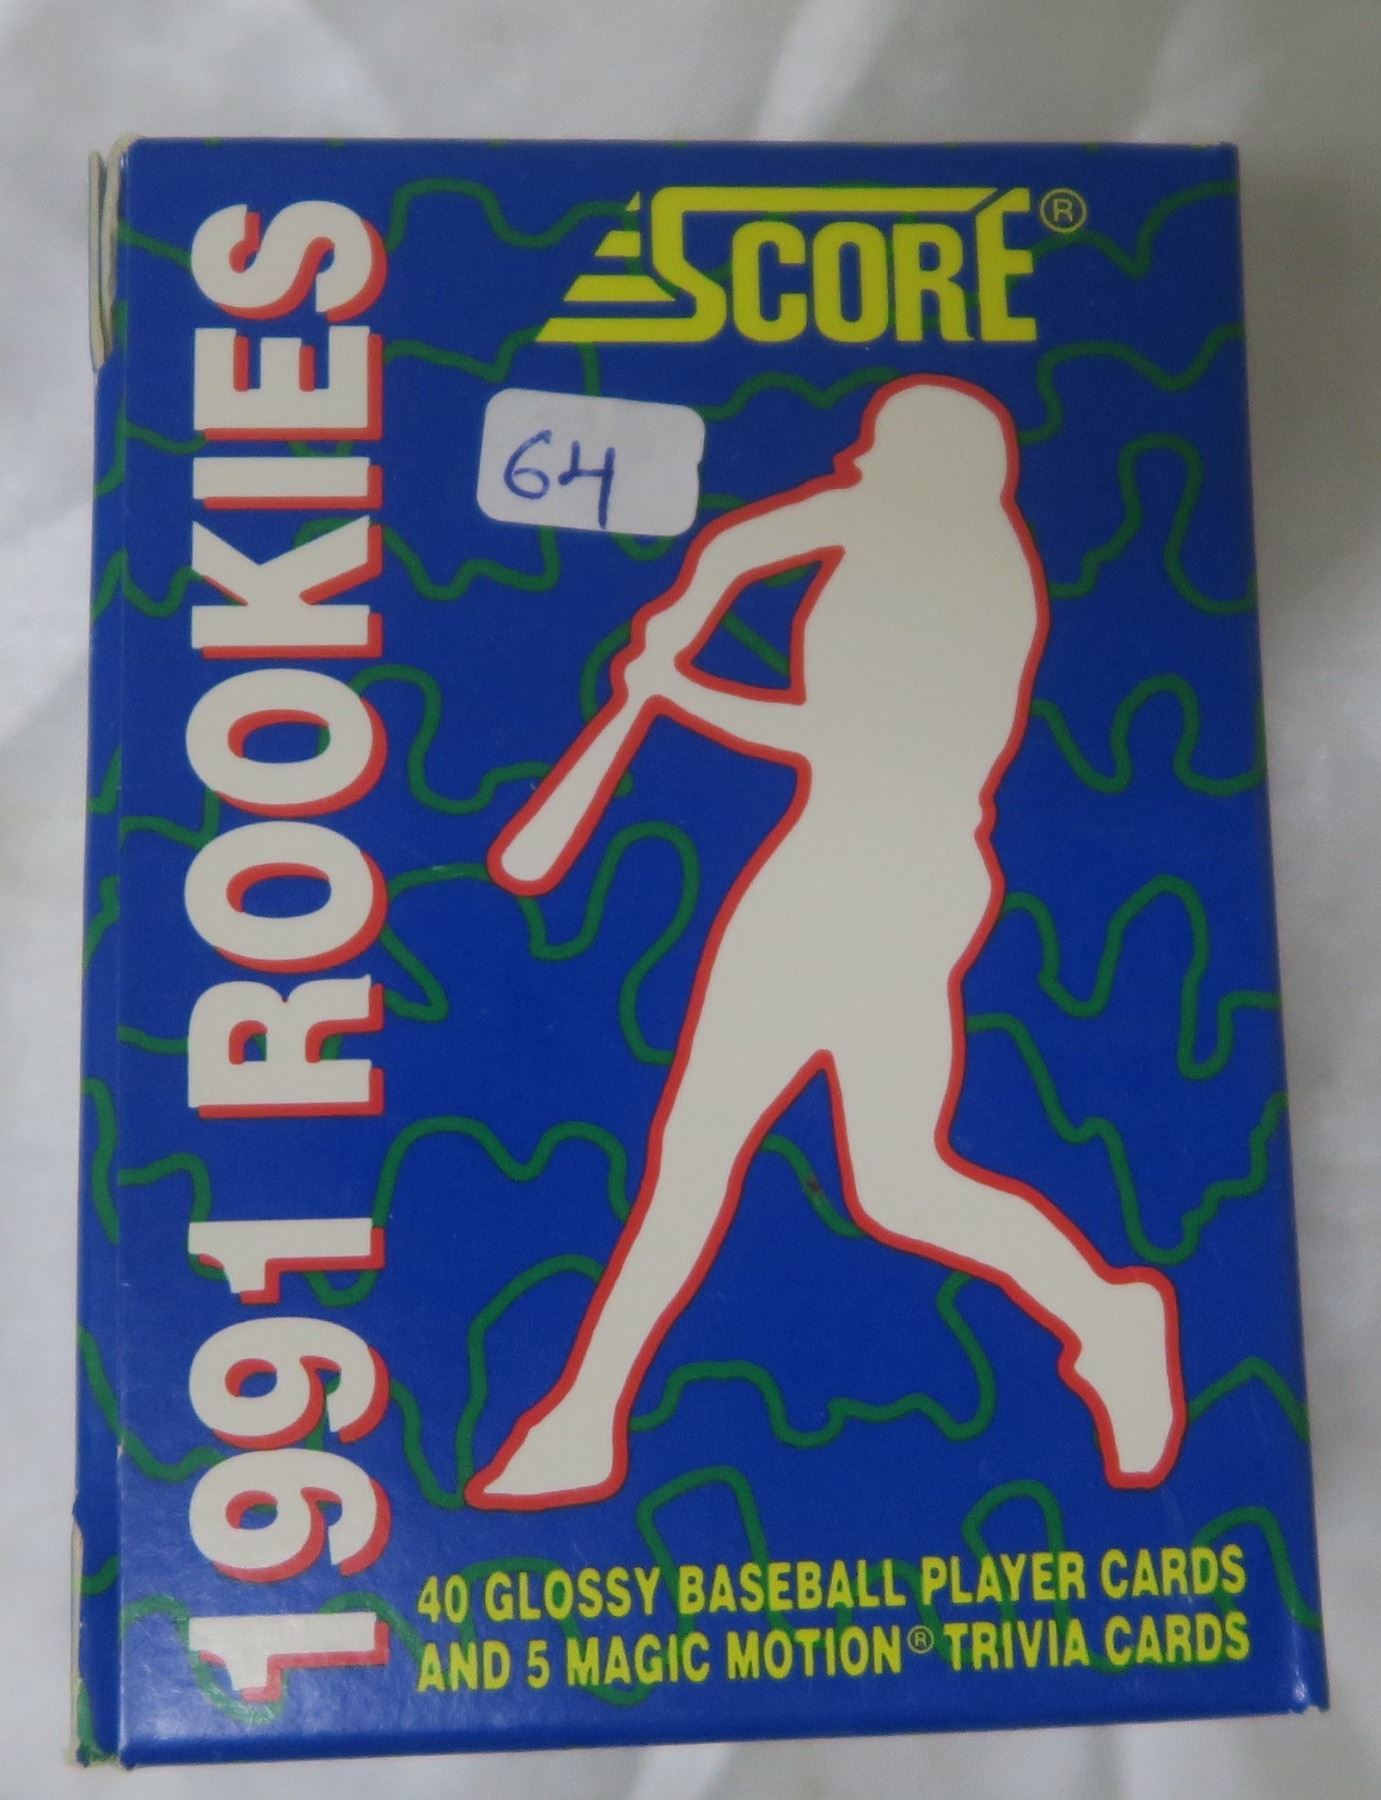 SCORE®
64
1991 ROOKIES
40 GLOSSY BASEBALL PLAYER CARDS
AND 5 MAGIC MOTION® TRIVIA CARDS